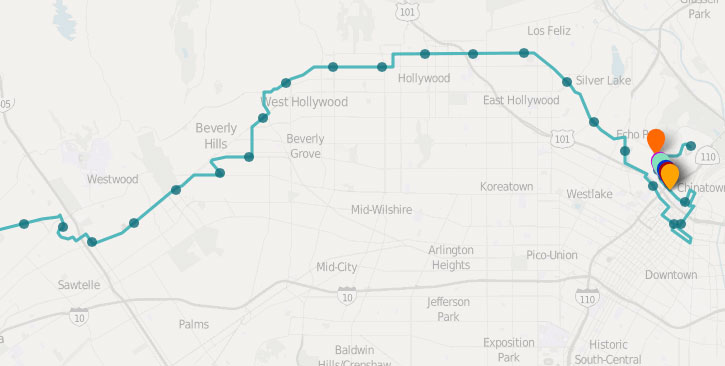 Glassell
Park
101
Los Feliz
Hollywood
Silver Lake
405
West Hollywood
East Hollywood
Beverly
Hills
Beverly
Grove
101
Echo P
110
Westwood
Koreatown
Westlake
Chinatown
Mid-Wilshire
Arlington
Heights
Pico-Union
Mid-City
Downtown
Sawtelle
10
110
10
Jefferson
Park
Palms
a
Exposition
Park
Historic
South-Central
Baldwin
Hills/Crenshaw